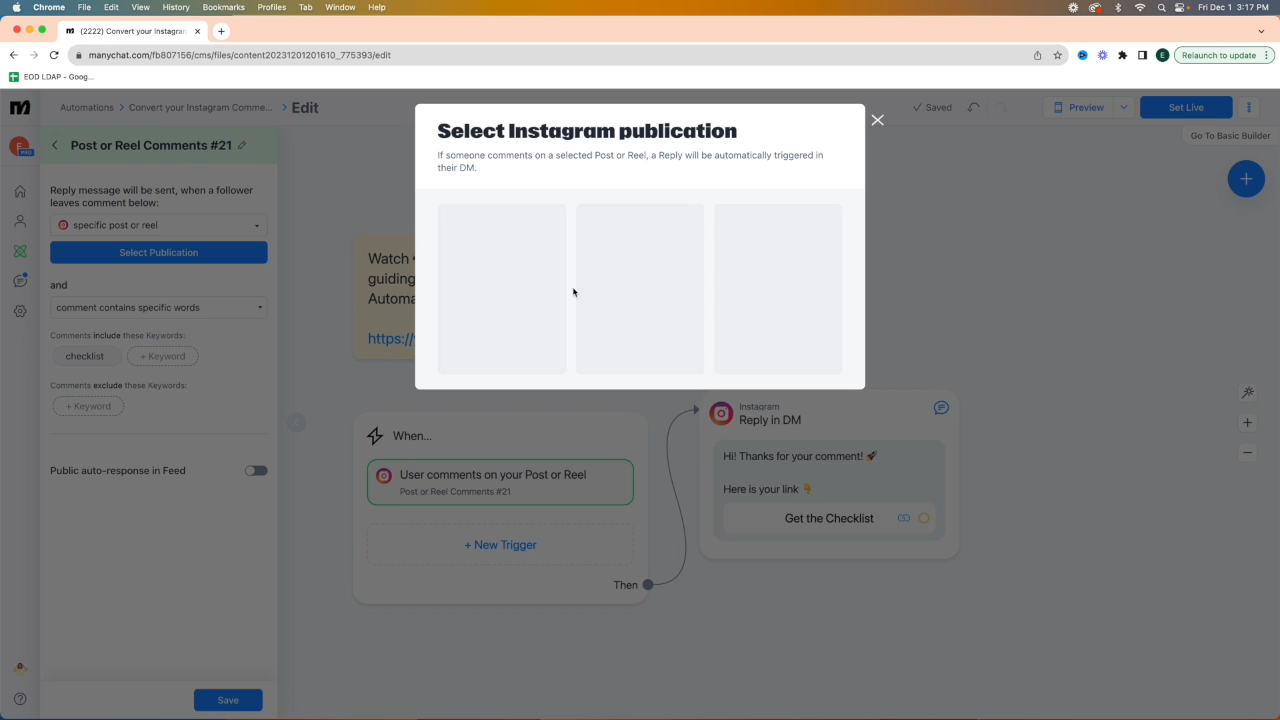 Chrome File Edit View History Bookmarks Profiles Tab Window Help Fri Dec 1 3:17 PM
(2222) Convert your Instagram
manychat.com/fb807156/cms/files/content20231201201610_775393/edit
E
Relaunch to update
EOD LDAP - Goog...
Automations
Convert your Instagram Comme...
Edit
Saved
Preview
Set Live
Go To Basic Builder
PRO
Post or Reel Comments #21
Reply message will be sent, when a follower
leaves comment below:
specific post or reel
Select Publication
and
comment contains specific words
Comments include these Keywords:
checklist
+ Keyword
Comments exclude these Keywords:
+ Keyword
Public auto-response in Feed
Save
Select Instagram publication
If someone comments on a selected Post or Reel, a Reply will be automatically triggered in
their DM.
Watch
guiding
Automa
https://
When...
User comments on your Post or Reel
Post or Reel Comments #21
+ New Trigger
Then
Instagram
Reply in DM
Hi! Thanks for your comment! 🚀
Here is your link 👇
Get the Checklist